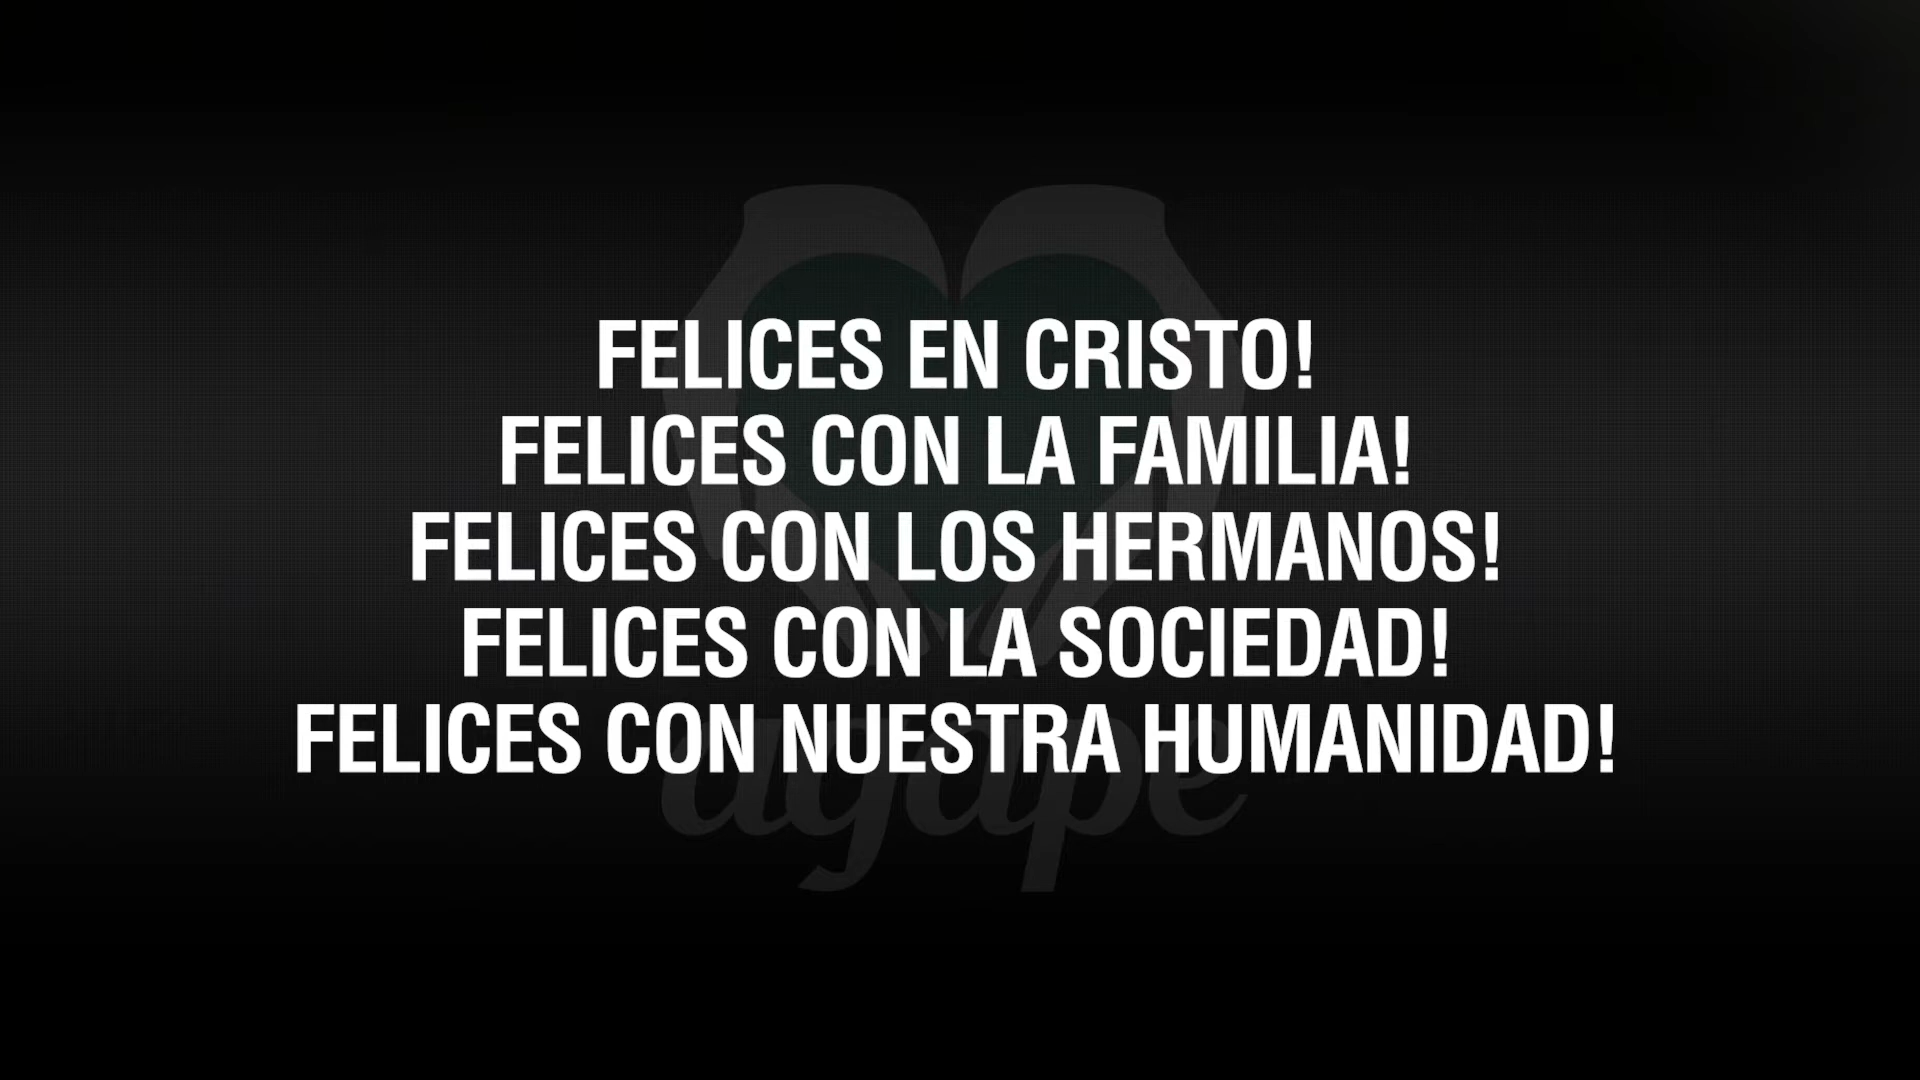 FELICES EN CRISTO!
FELICES CON LA FAMILIA!
FELICES CON LOS HERMANOS!
FELICES CON LA SOCIEDAD!
FELICES CON NUESTRA HUMANIDAD!
agape